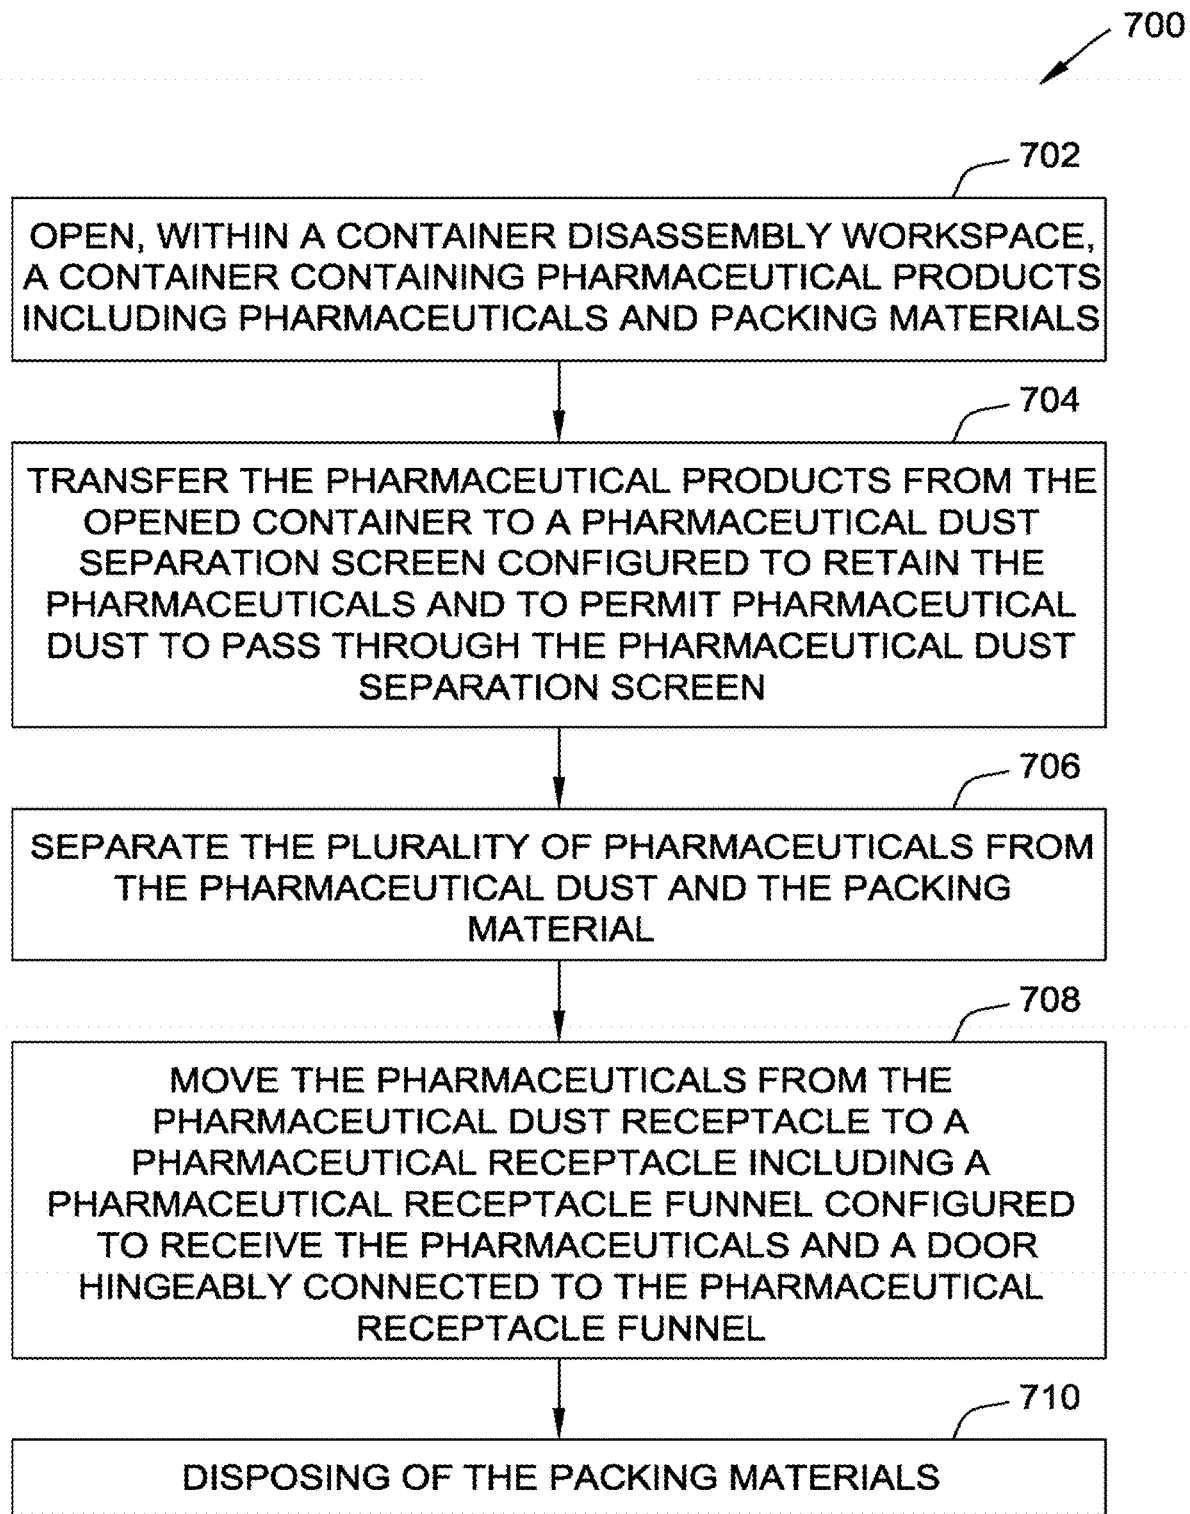 700
702
OPEN, WITHIN A CONTAINER DISASSEMBLY WORKSPACE,
A CONTAINER CONTAINING PHARMACEUTICAL PRODUCTS
INCLUDING PHARMACEUTICALS AND PACKING MATERIALS
704
TRANSFER THE PHARMACEUTICAL PRODUCTS FROM THE
OPENED CONTAINER TO A PHARMACEUTICAL DUST
SEPARATION SCREEN CONFIGURED TO RETAIN THE
PHARMACEUTICALS AND TO PERMIT PHARMACEUTICAL
DUST TO PASS THROUGH THE PHARMACEUTICAL DUST
SEPARATION SCREEN
706
SEPARATE THE PLURALITY OF PHARMACEUTICALS FROM
THE PHARMACEUTICAL DUST AND THE PACKING
MATERIAL
708
MOVE THE PHARMACEUTICALS FROM THE
PHARMACEUTICAL DUST RECEPTACLE TO A
PHARMACEUTICAL RECEPTACLE INCLUDING A
PHARMACEUTICAL RECEPTACLE FUNNEL CONFIGURED
TO RECEIVE THE PHARMACEUTICALS AND A DOOR
HINGEABLY CONNECTED TO THE PHARMACEUTICAL
RECEPTACLE FUNNEL
710
DISPOSING OF THE PACKING MATERIALS